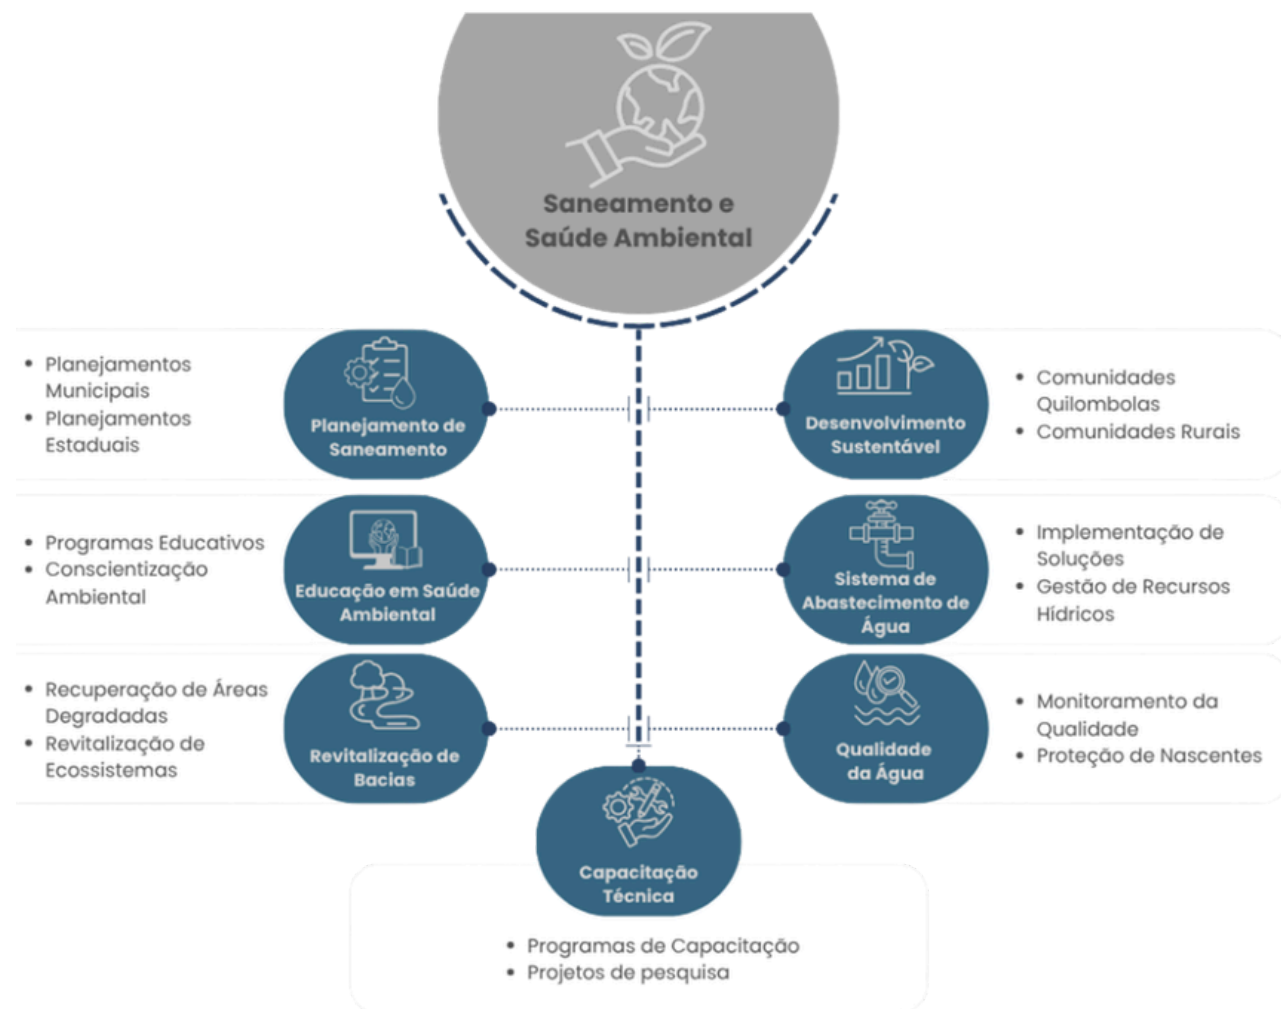 Saneamento e
Saúde Ambiental
• Planejamentos
Municipais
• Planejamentos
Estaduais
Planejamento de
Saneamento
Desenvolvimento
Sustentável
• Comunidades
Quilombolas
• Comunidades Rurais
• Programas Educativos
• Conscientização
Ambiental
Educação em Saúde
Ambiental
Sistema de
Abastecimento de
Água
• Implementação de
Soluções
• Gestão de Recursos
Hídricos
• Recuperação de Áreas
Degradadas
• Revitalização de
Ecossistemas
Revitalização de
Bacias
Qualidade
da Água
• Monitoramento da
Qualidade
• Proteção de Nascentes
Capacitação
Técnica
• Programas de Capacitação
• Projetos de pesquisa